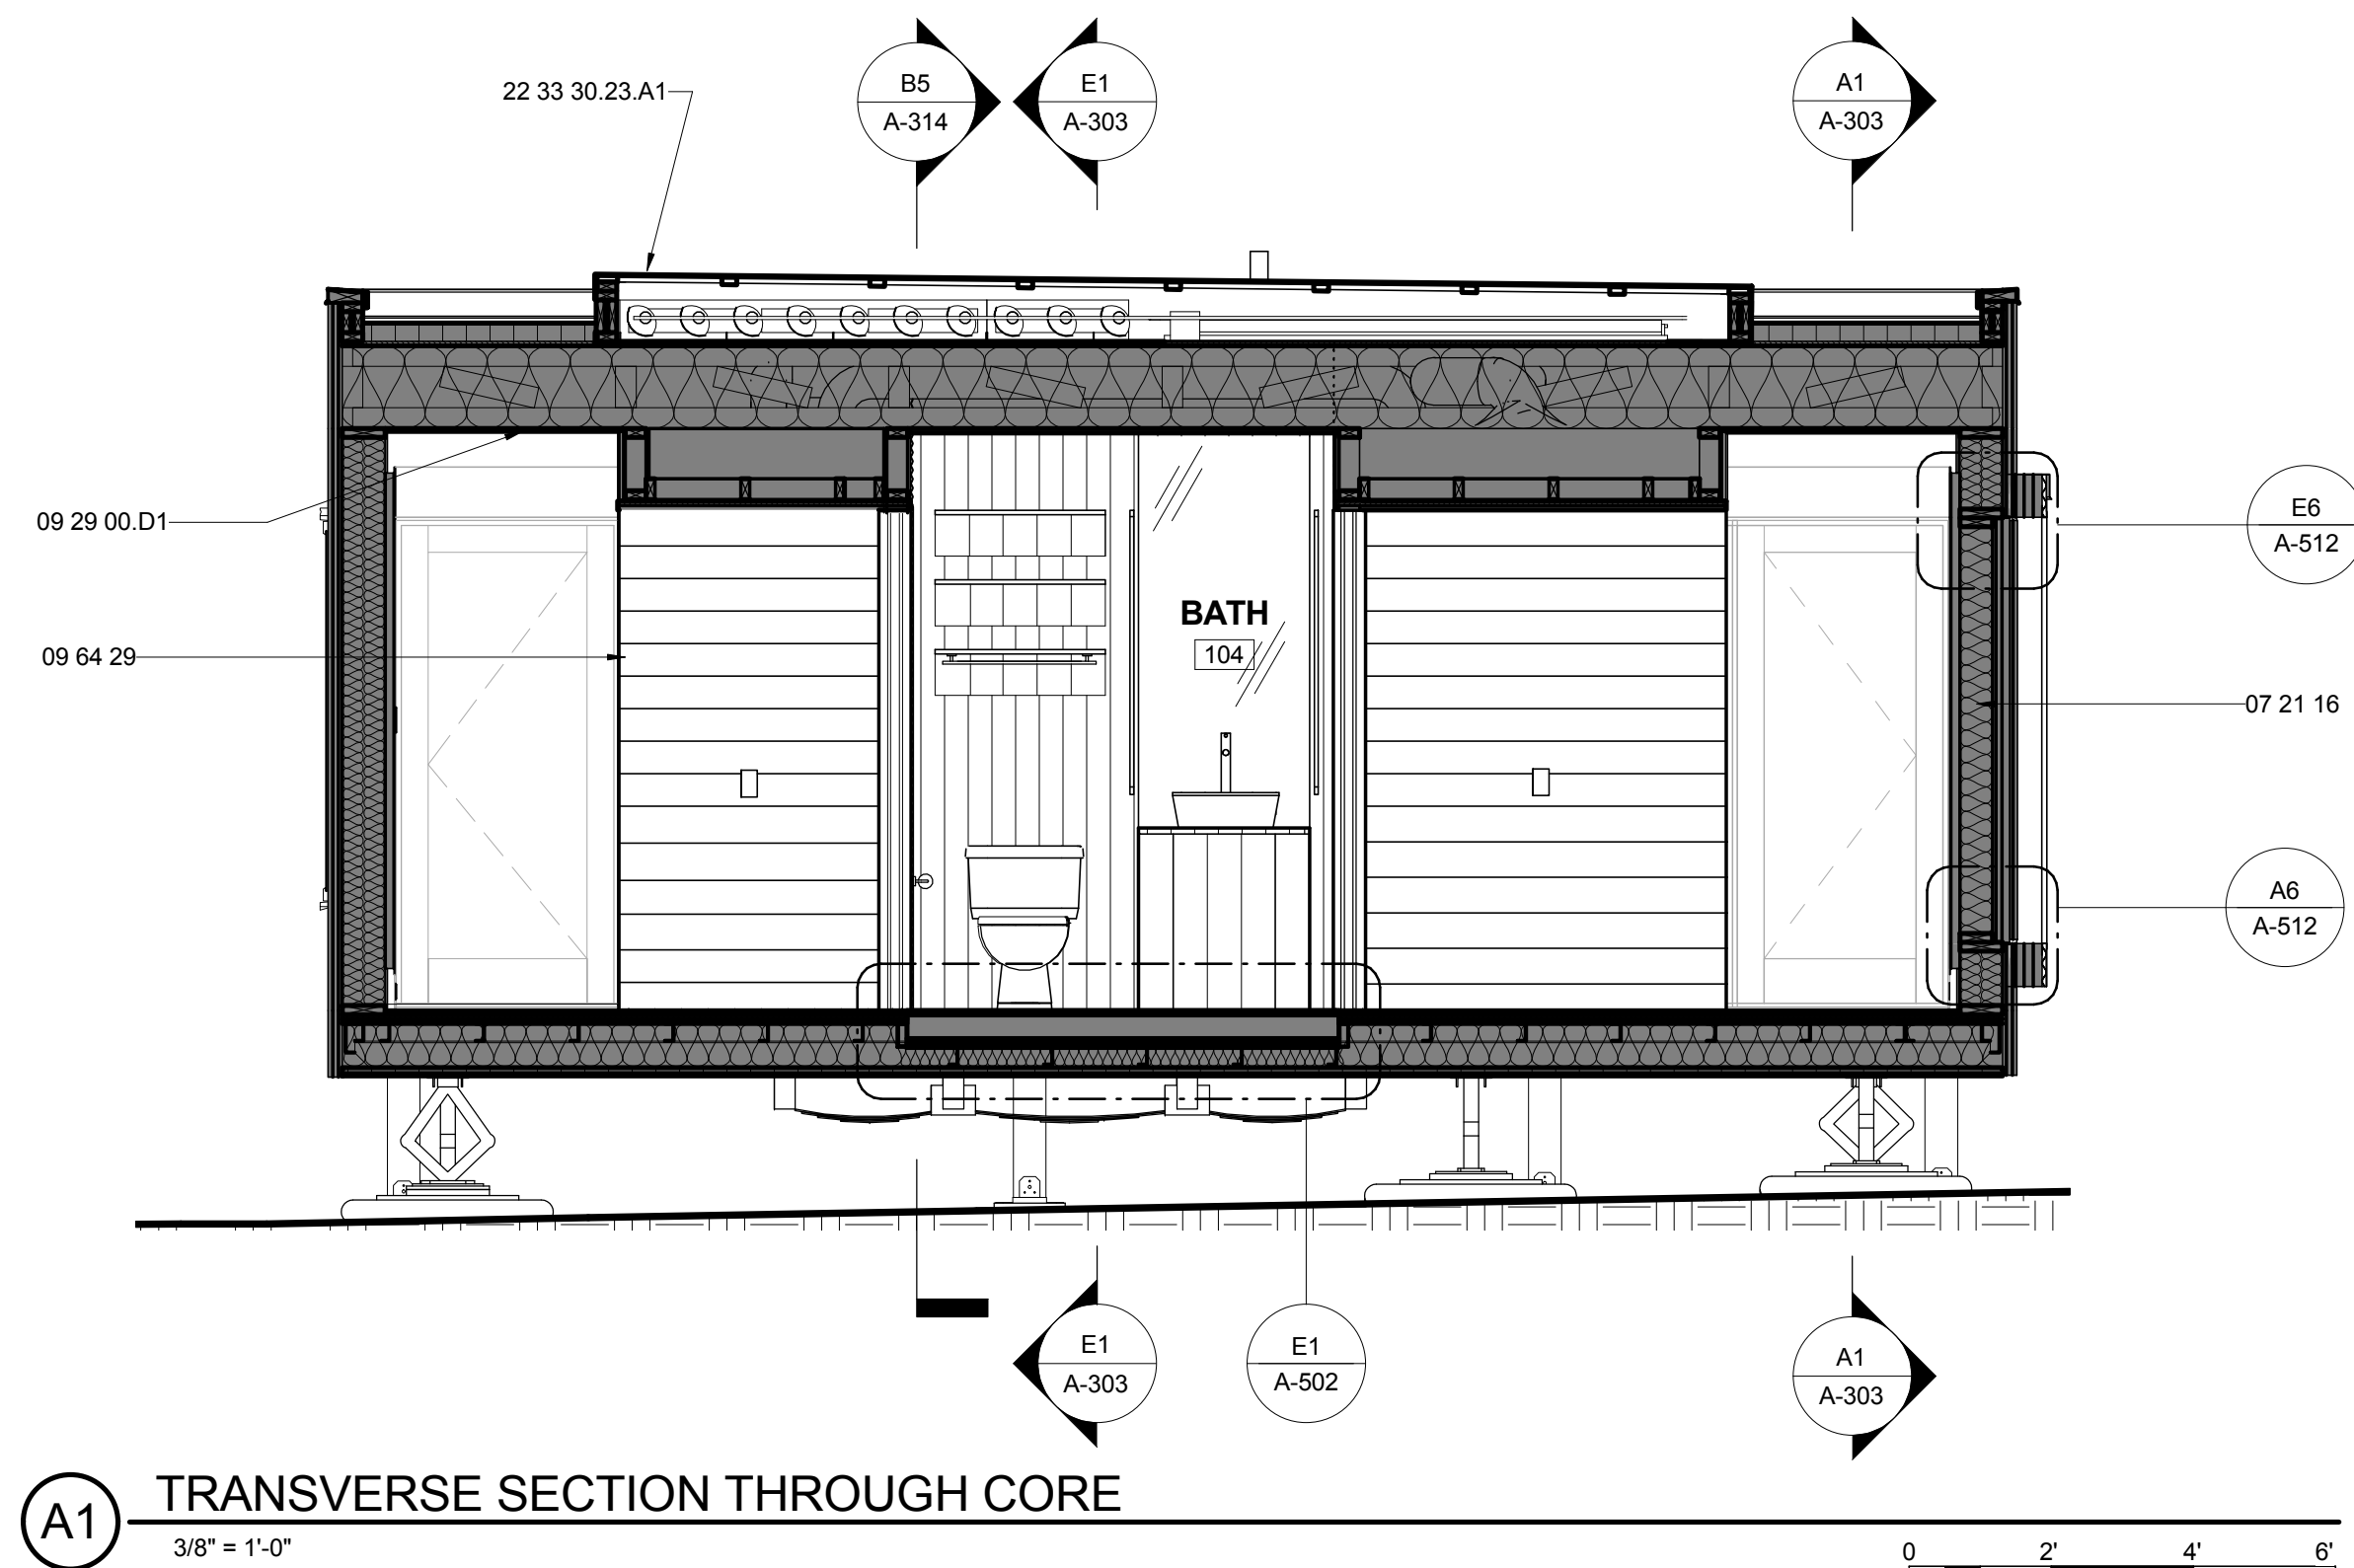 22 33 30.23.A1
B5
A-314
E1
A-303
A1
A-303
09 29 00.D1
E6
A-512
BATH
104
09 64 29
07 21 16
A6
A-512
E1
A-303
E1
A-502
A1
A-303
A1
TRANSVERSE SECTION THROUGH CORE
3/8" = 1'-0"
0 2' 4' 6'